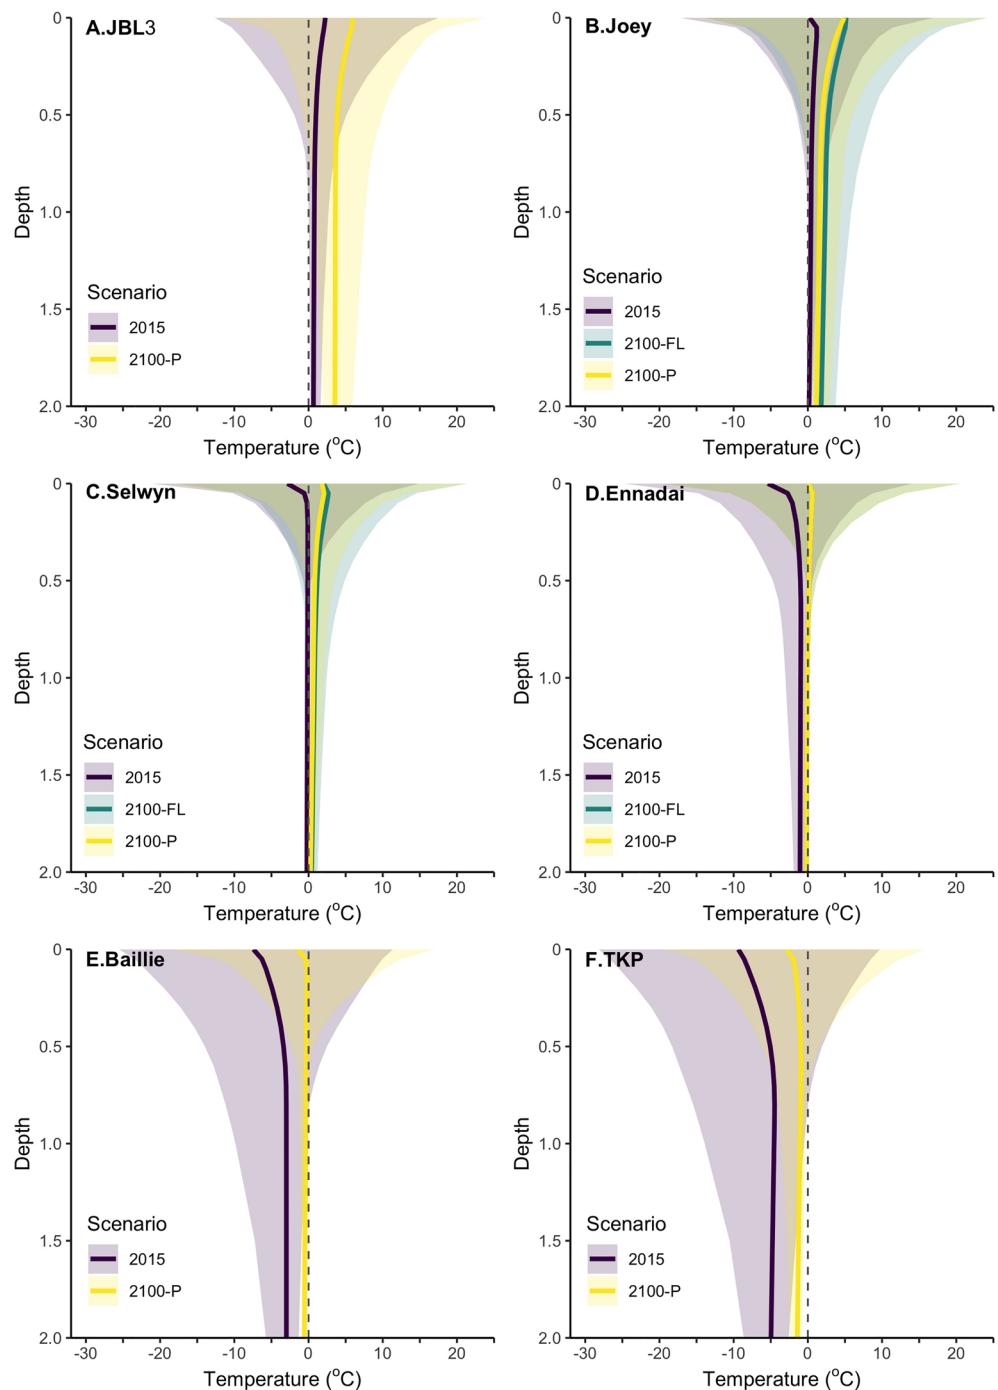 A.JBL3
0
0.5
1.0
1.5
2.0
Depth
Scenario
2015
2100-P
-30 -20 -10 0 10 20
Temperature (°C)
B.Joey
0
0.5
1.0
1.5
2.0
Depth
Scenario
2015
2100-FL
2100-P
-30 -20 -10 0 10 20
Temperature (°C)
C.Selwyn
0
0.5
1.0
1.5
2.0
Depth
Scenario
2015
2100-FL
2100-P
-30 -20 -10 0 10 20
Temperature (°C)
D.Ennadai
0
0.5
1.0
1.5
2.0
Depth
Scenario
2015
2100-FL
2100-P
-30 -20 -10 0 10 20
Temperature (°C)
E.Baillie
0
0.5
1.0
1.5
2.0
Depth
Scenario
2015
2100-P
-30 -20 -10 0 10 20
Temperature (°C)
F.TKP
0
0.5
1.0
1.5
2.0
Depth
Scenario
2015
2100-P
-30 -20 -10 0 10 20
Temperature (°C)